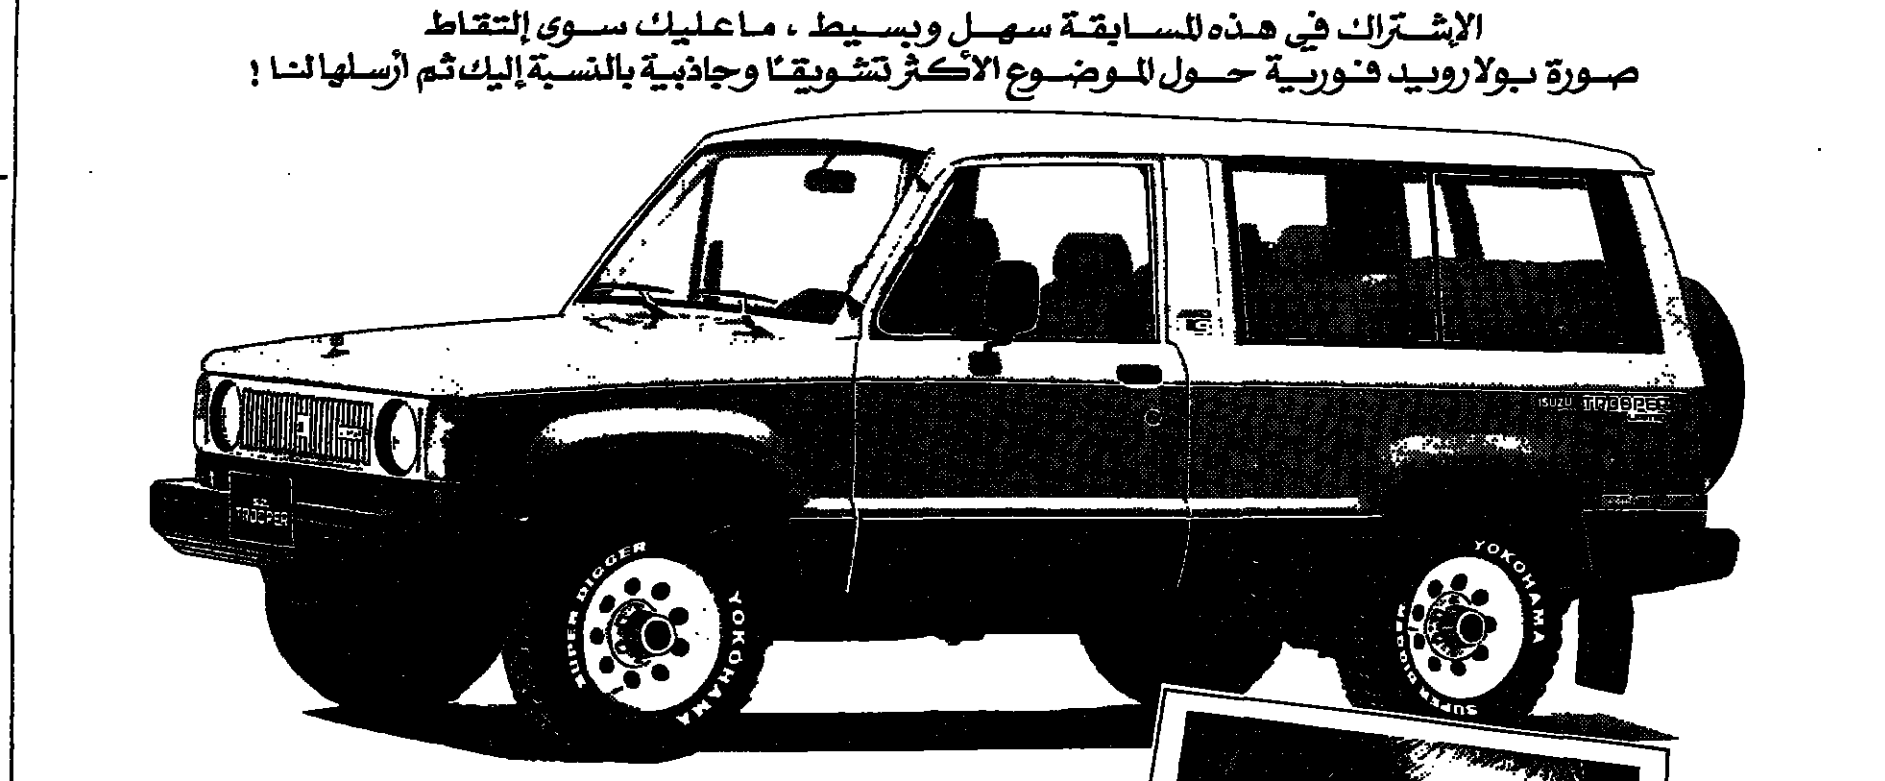 الإشتراك في هذه المسابقة سهل وبسيط ، ما عليك سوى إلتقاط
صورة بولارويد فورية حول الموضوع الأكثر تشويقًا وجاذبية بالنسبة إليك ثم أرسلها لنا !
ISUZU TROOPER
TROOPER
SUPER DIGGER
YOKOHAMA
YOKOHAMA
SUPER DIGGER